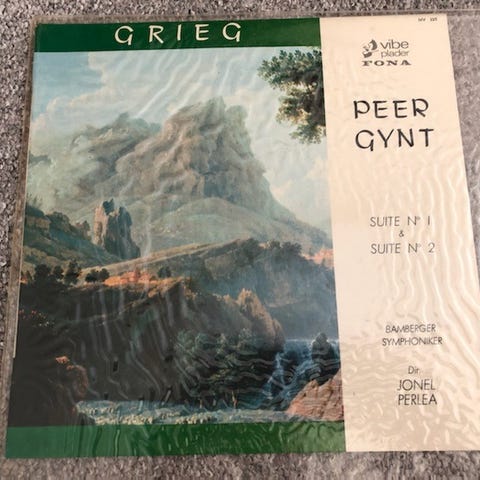 GRIEG
vibe
plader
FONA
PEER
GYNT
SUITE Nº 1
&
SUITE Nº 2
BAMBERGER
SYMPHONIKER
Dir.
JONEL
PERLEA